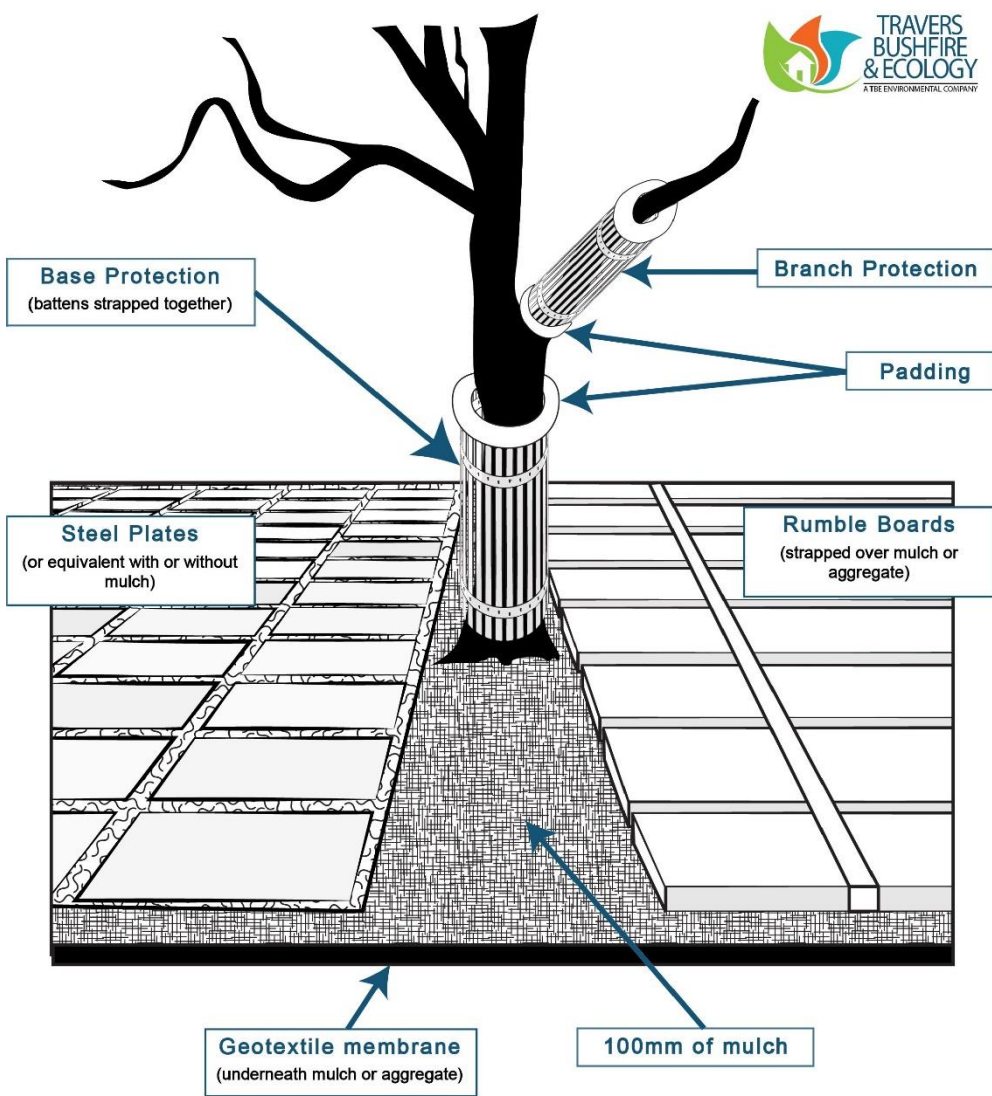 TRAVERS
BUSHFIRE
& ECOLOGY
A TBE ENVIRONMENTAL COMPANY
Base Protection
(battens strapped together)
Branch Protection
Padding
Steel Plates
(or equivalent with or without
mulch)
Rumble Boards
(strapped over mulch or
aggregate)
Geotextile membrane
(underneath mulch or aggregate)
100mm of mulch